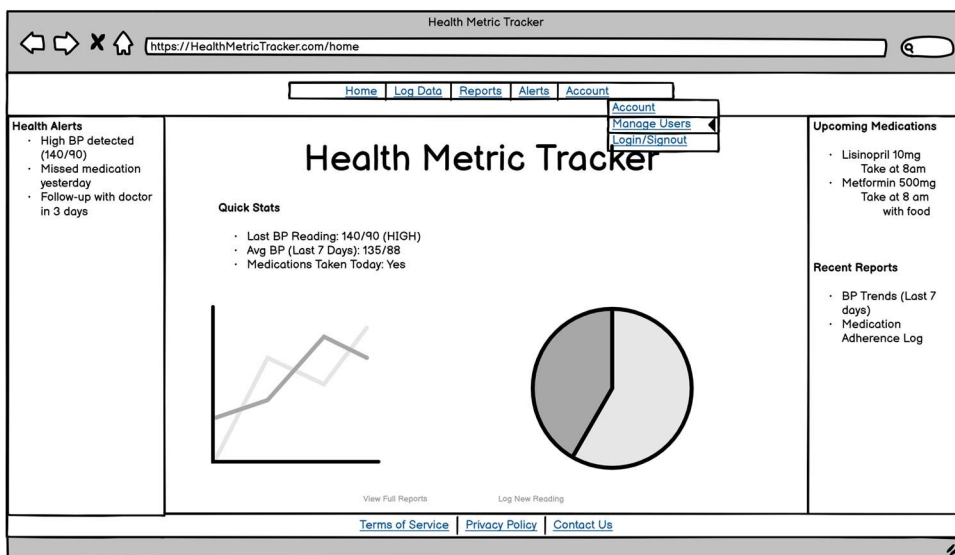 Health Metric Tracker
https://HealthMetricTracker.com/home
Home Log Data Reports Alerts Account
Account
Manage Users
Login/Signout
Health Alerts
· High BP detected
(140/90)
· Missed medication
yesterday
· Follow-up with doctor
in 3 days
Health Metric Tracker
Quick Stats
· Last BP Reading: 140/90 (HIGH)
· Avg BP (Last 7 Days): 135/88
· Medications Taken Today: Yes
View Full Reports
Log New Reading
Upcoming Medications
· Lisinopril 10mg
Take at 8am
· Metformin 500mg
Take at 8 am
with food
Recent Reports
· BP Trends (Last 7
days)
· Medication
Adherence Log
Terms of Service Privacy Policy Contact Us